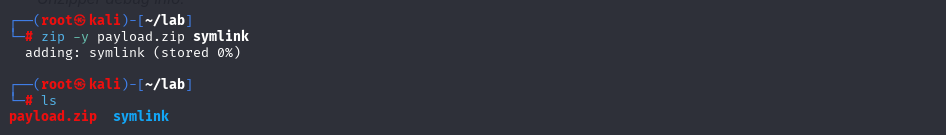 ┌──(root㉿kali)-[~/lab]
└─# zip -y payload.zip symlink
  adding: symlink (stored 0%)
┌──(root㉿kali)-[~/lab]
└─# ls
payload.zip  symlink